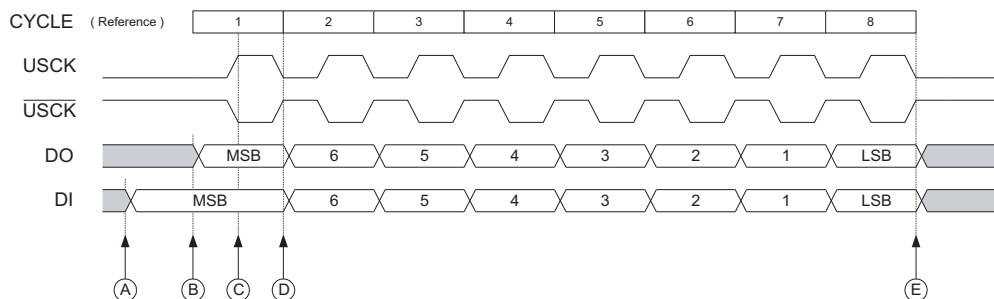 CYCLE ( Reference ) 1 2 3 4 5 6 7 8
USCK
USCK
DO MSB 6 5 4 3 2 1 LSB
DI MSB 6 5 4 3 2 1 LSB
A B C D E